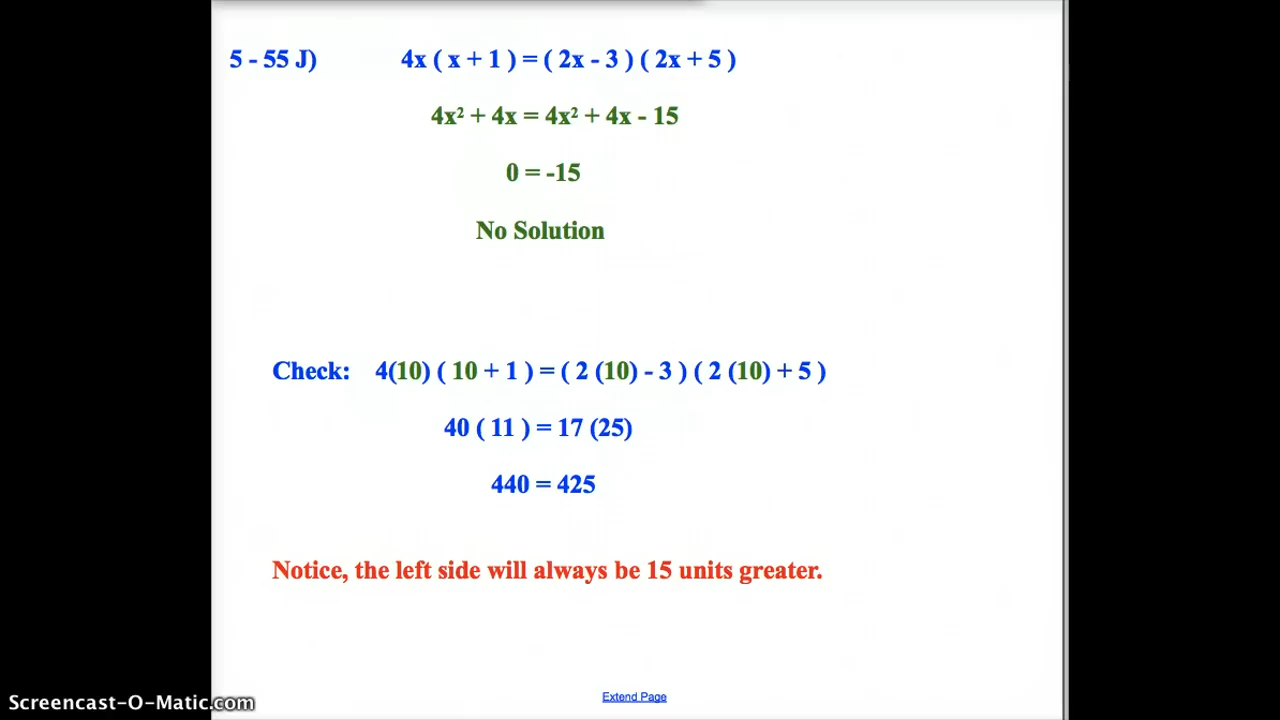 5 - 55 J) 4x ( x + 1 ) = ( 2x - 3 ) ( 2x + 5 )
4x² + 4x = 4x² + 4x - 15
0 = -15
No Solution
Check: 4(10) ( 10 + 1 ) = ( 2 (10) - 3 ) ( 2 (10) + 5 )
40 ( 11 ) = 17 (25)
440 = 425
Notice, the left side will always be 15 units greater.
Extend Page
Screencast-O-Matic.com